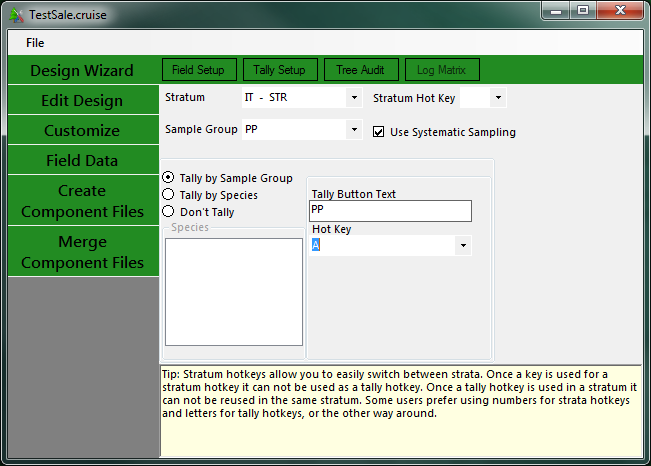 TestSale.cruise
File
Design Wizard
Field Setup
Tally Setup
Tree Audit
Log Matrix
Edit Design
Stratum
IT - STR
Stratum Hot Key
Customize
Sample Group
PP
Use Systematic Sampling
Field Data
Create
Component Files
Merge
Component Files
Tally by Sample Group
Tally by Species
Don't Tally
Species
Tally Button Text
PP
Hot Key
A
Tip: Stratum hotkeys allow you to easily switch between strata. Once a key is used for a
stratum hotkey it can not be used as a tally hotkey. Once a tally hotkey is used in a stratum it
can not be reused in the same stratum. Some users prefer using numbers for strata hotkeys
and letters for tally hotkeys, or the other way around.